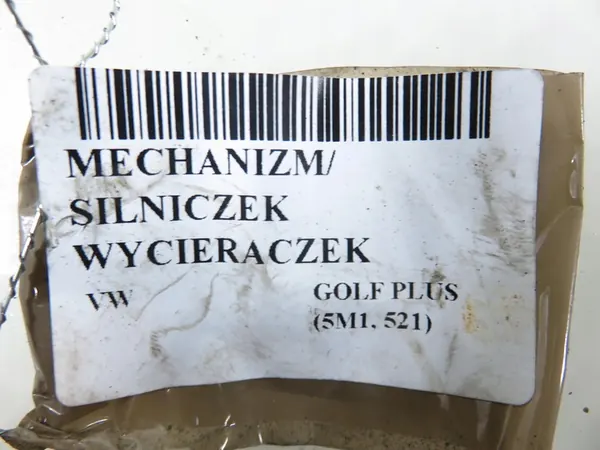 MECHANIZM/
SILNICZEK
WYCIERACZEK
VW GOLF PLUS
(5M1, 521)